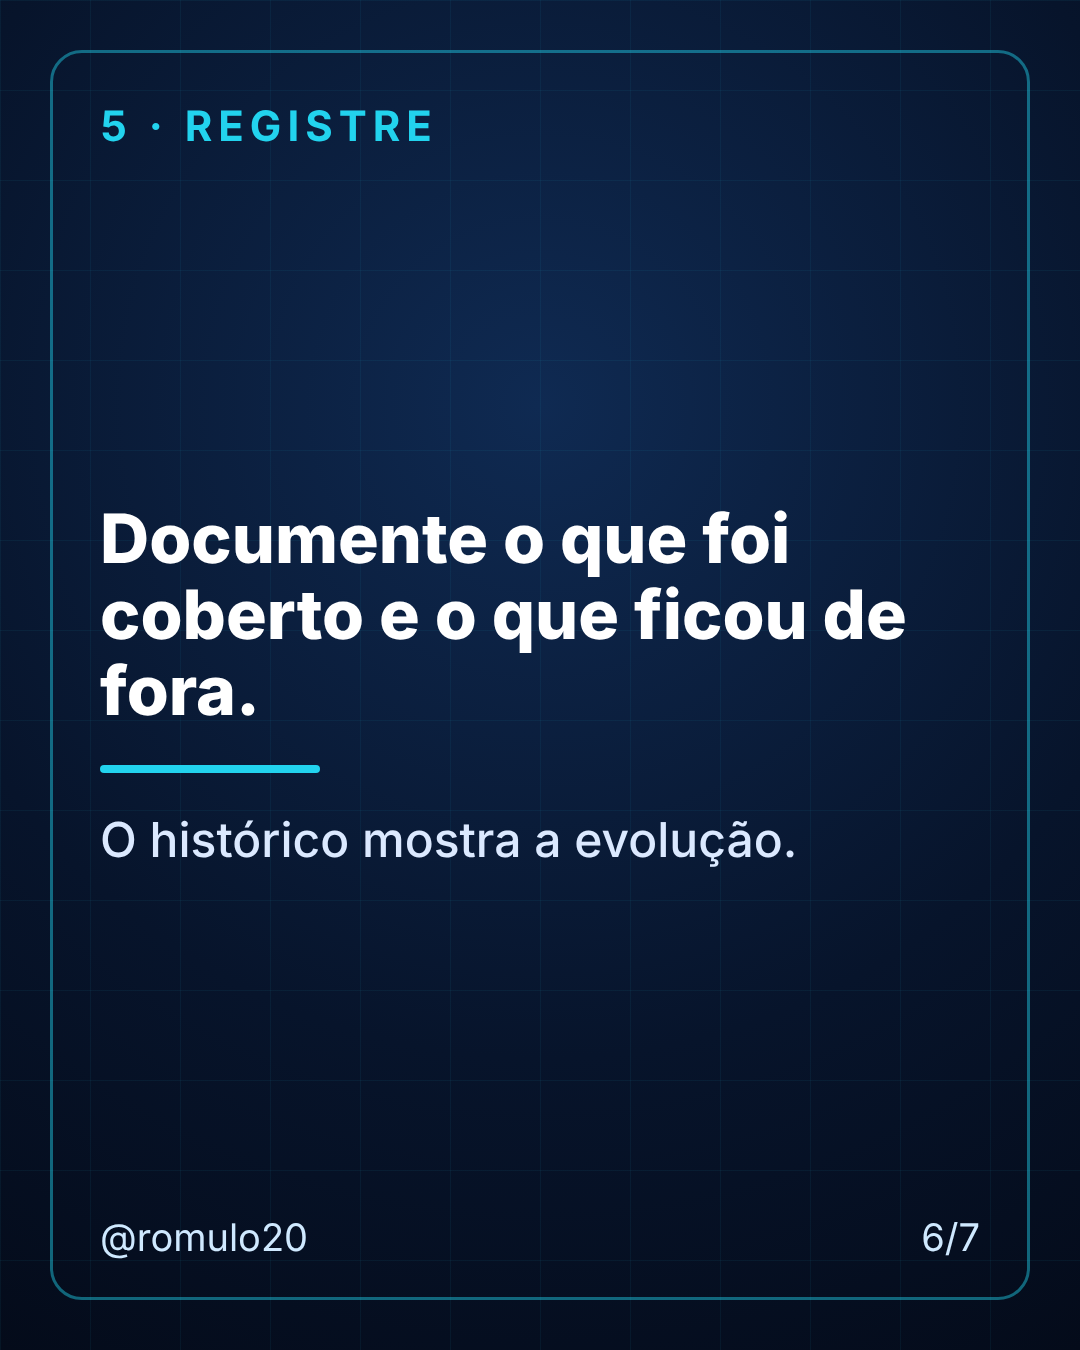 5 · REGISTRE
Documente o que foi
coberto e o que ficou de
fora.
O histórico mostra a evolução.
@romulo20
6/7